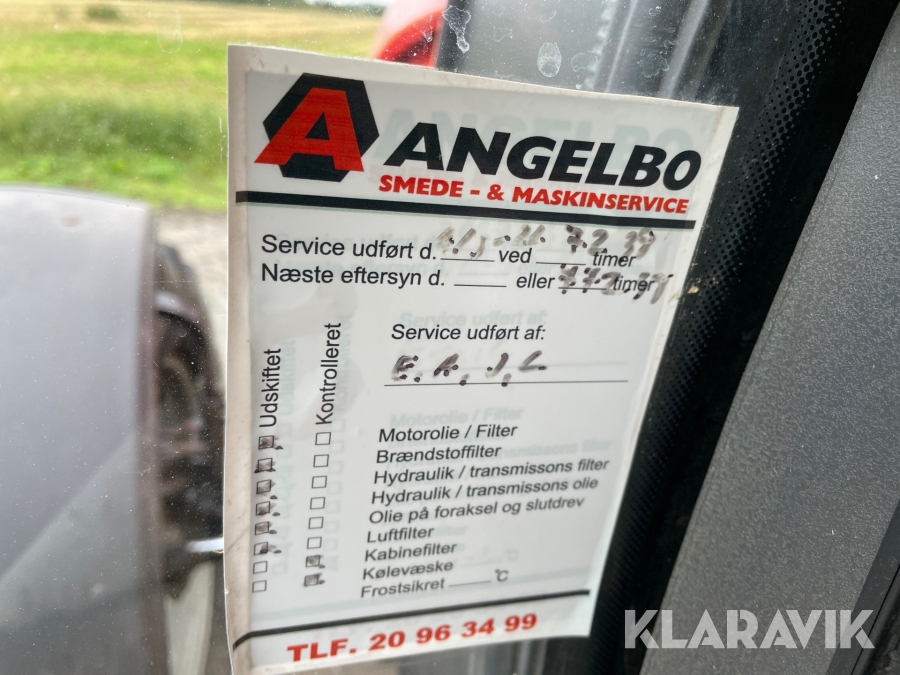 A ANGELBO
SMEDE - & MASKINSERVICE
Service udført d. ved 7239 timer
Næste eftersyn d. eller timer
Service udført af:
E.A, J,L
Udskiftet
Kontrolleret
Motorolie / Filter
Brændstoffilter
Hydraulik / transmissons filter
Hydraulik / transmissons olie
Olie på foraksel og slutdrev
Luftfilter
Kabinefilter
Kølevæske
Frostsikret °C
TLF. 20 96 34 99
KLARAVIK